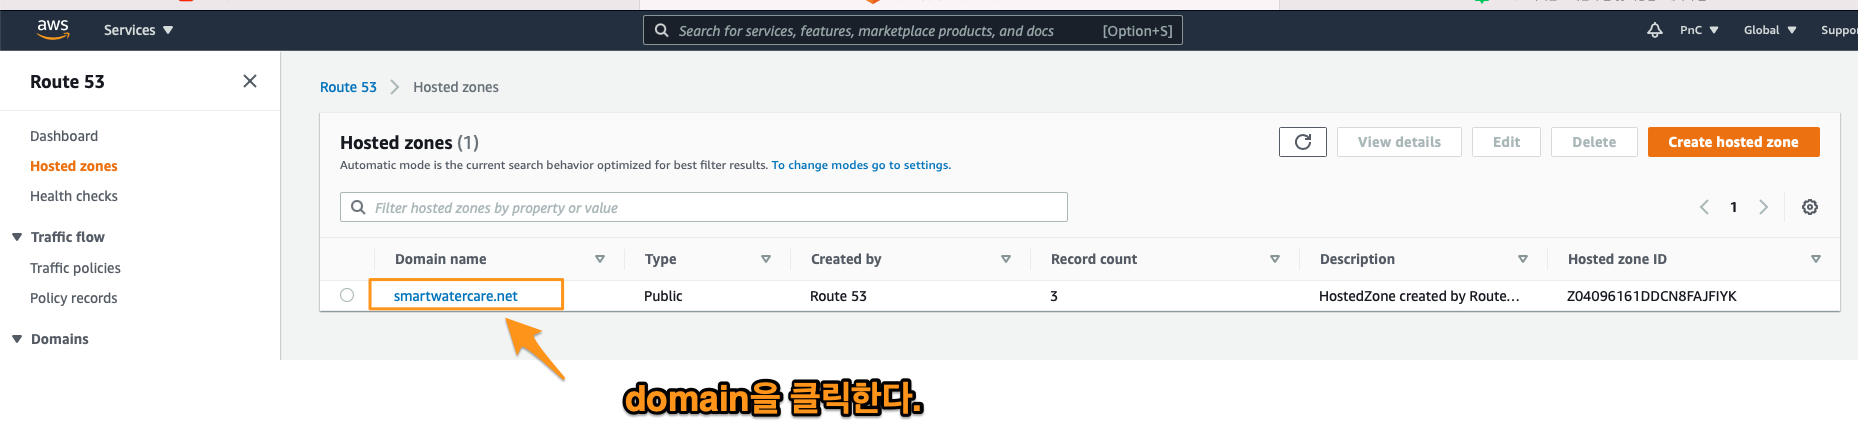 aws
Services
Search for services, features, marketplace products, and docs
[Option+S]
PnC
Global
Suppo
Route 53
Dashboard
Hosted zones
Health checks
Traffic flow
Traffic policies
Policy records
Domains
Route 53
Hosted zones
Hosted zones (1)
Automatic mode is the current search behavior optimized for best filter results. To change modes go to settings.
View details
Edit
Delete
Create hosted zone
Filter hosted zones by property or value
1
Domain name
Type
Created by
Record count
Description
Hosted zone ID
smartwatercare.net
Public
Route 53
3
HostedZone created by Route...
Z04096161DDCN8FAJFIYK
domain을 클릭한다.